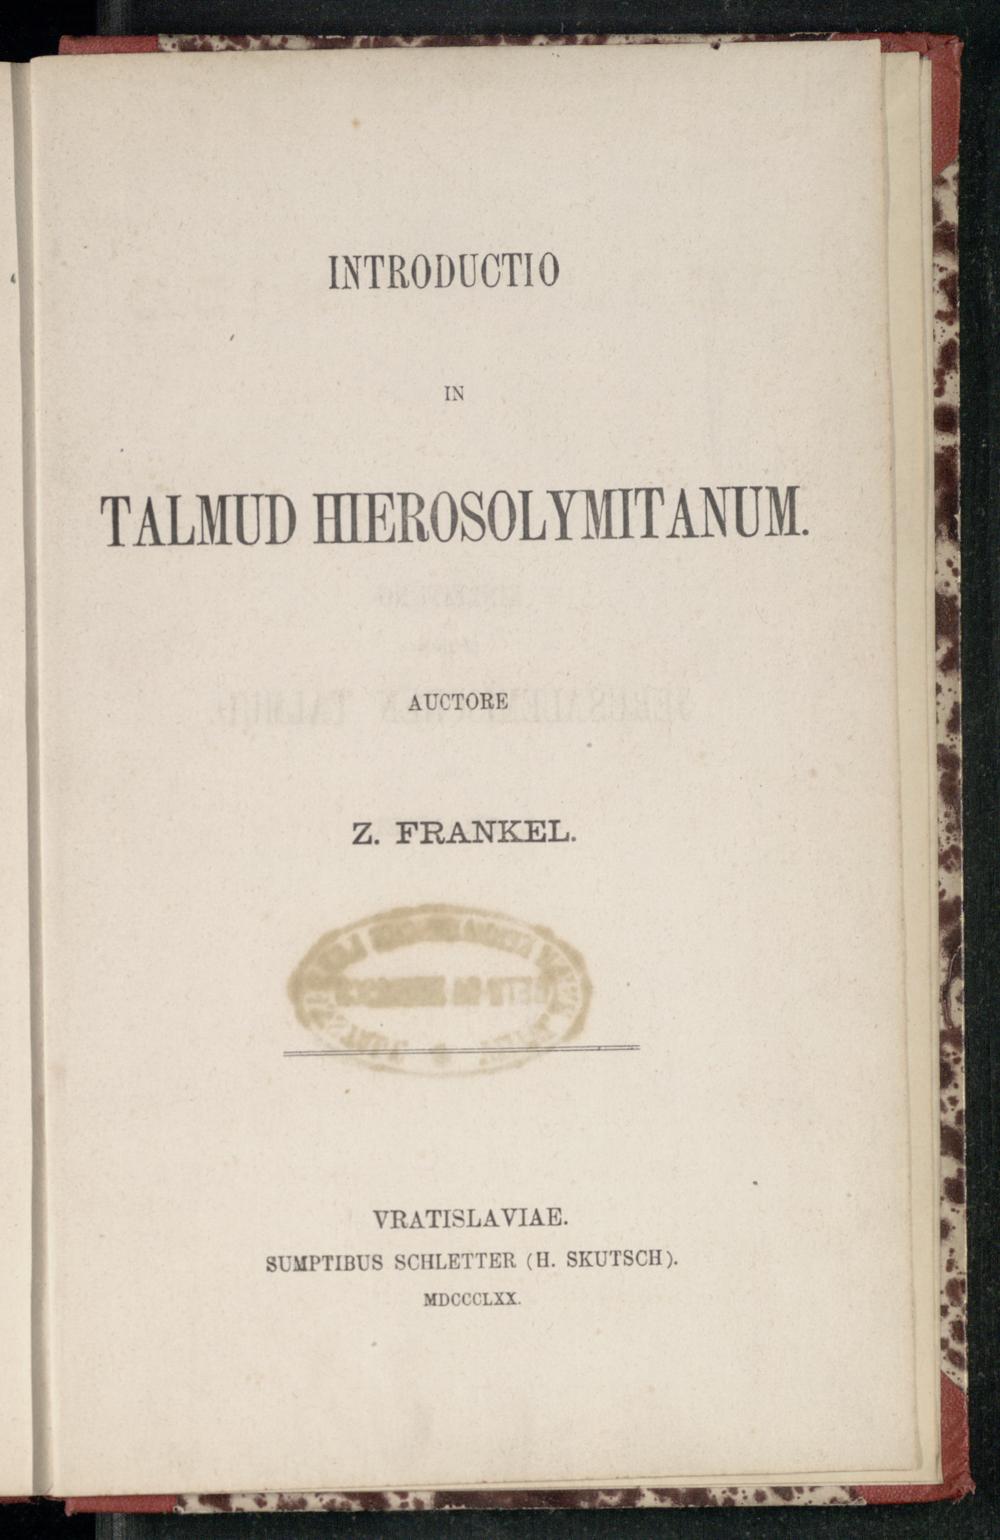 INTRODUCTIO
IN
TALMUD HIEROSOLYMITANUM.
AUCTORE
Z. FRANKEL.
VRATISLAVIAE.
SUMPTIBUS SCHLETTER (H. SKUTSCH).
MDCCCLXX.